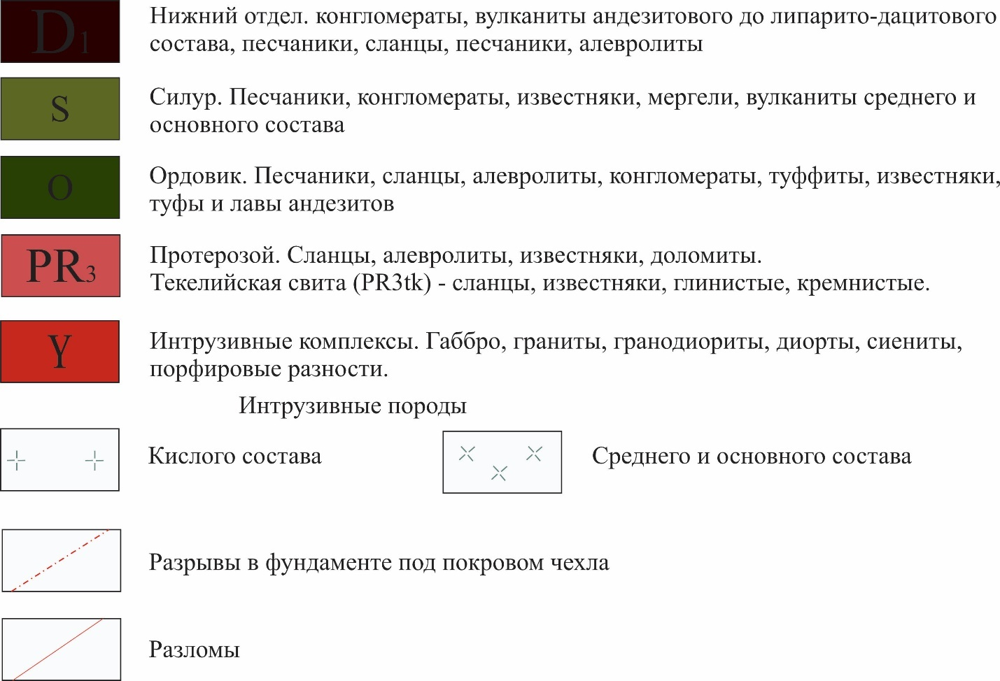 D1
Нижний отдел. конгломераты, вулканиты андезитового до липарито-дацитового
состава, песчаники, сланцы, песчаники, алевролиты
S
Силур. Песчаники, конгломераты, известняки, мергели, вулканиты среднего и
основного состава
O
Ордовик. Песчаники, сланцы, алевролиты, конгломераты, туффиты, известняки,
туфы и лавы андезитов
PR3
Протерозой. Сланцы, алевролиты, известняки, доломиты.
Текелийская свита (PR3tk) - сланцы, известняки, глинистые, кремнистые.
γ
Интрузивные комплексы. Габбро, граниты, гранодиориты, диорты, сиениты,
порфировые разности.
Интрузивные породы
Кислого состава
Среднего и основного состава
Разрывы в фундаменте под покровом чехла
Разломы